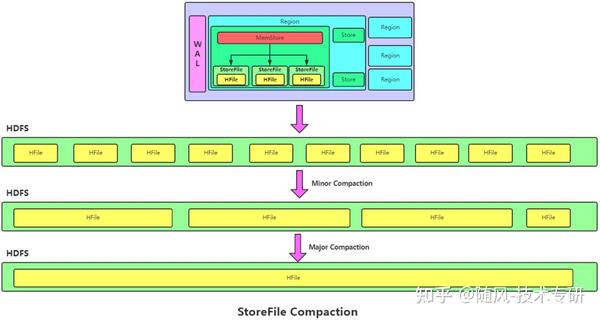 Region
WAL
MemStore
StoreFile StoreFile StoreFile
HFile HFile HFile
Store
Store
Region
Region
Region
HDFS
HFile HFile HFile HFile HFile HFile HFile HFile HFile HFile
Minor Compaction
HDFS
HFile HFile HFile HFile
Major Compaction
HDFS
HFile
StoreFile Compaction
知乎 @随风-技术专研